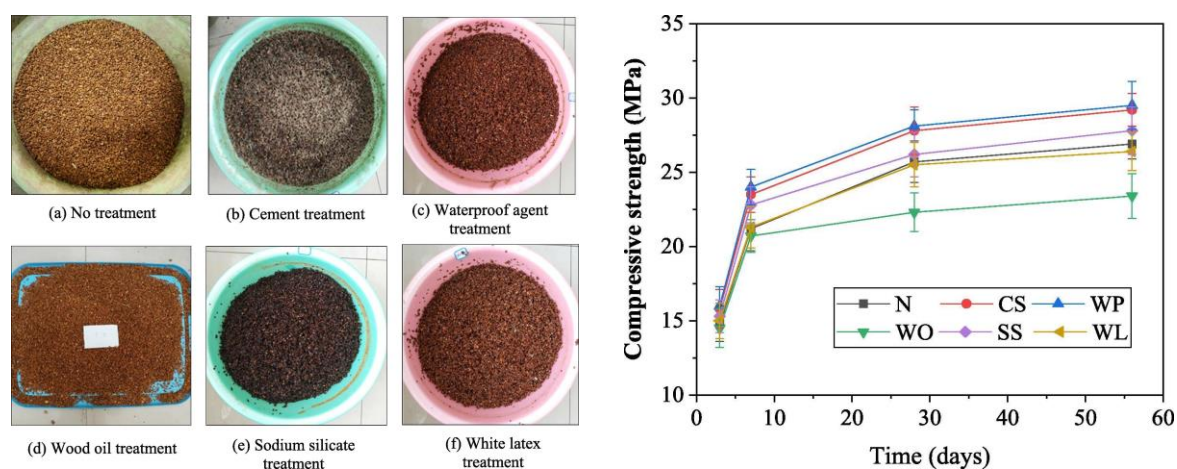 (a) No treatment
(b) Cement treatment
(c) Waterproof agent
treatment
(d) Wood oil treatment
(e) Sodium silicate
treatment
(f) White latex
treatment
Compressive strength (MPa)
35
30
25
20
15
10
N CS WP
WO SS WL
0 10 20 30 40 50 60
Time (days)